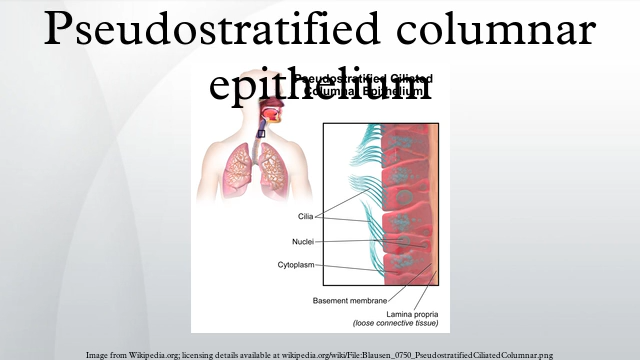 Pseudostratified columnar
epithelium
Pseudostratified Ciliated
Columnar Epithelium
Cilia
Nuclei
Cytoplasm
Basement membrane
Lamina propria
(loose connective tissue)
Image from Wikipedia.org; licensing details available at wikipedia.org/wiki/File:Blausen_0750_PseudostratifiedCiliatedColumnar.png